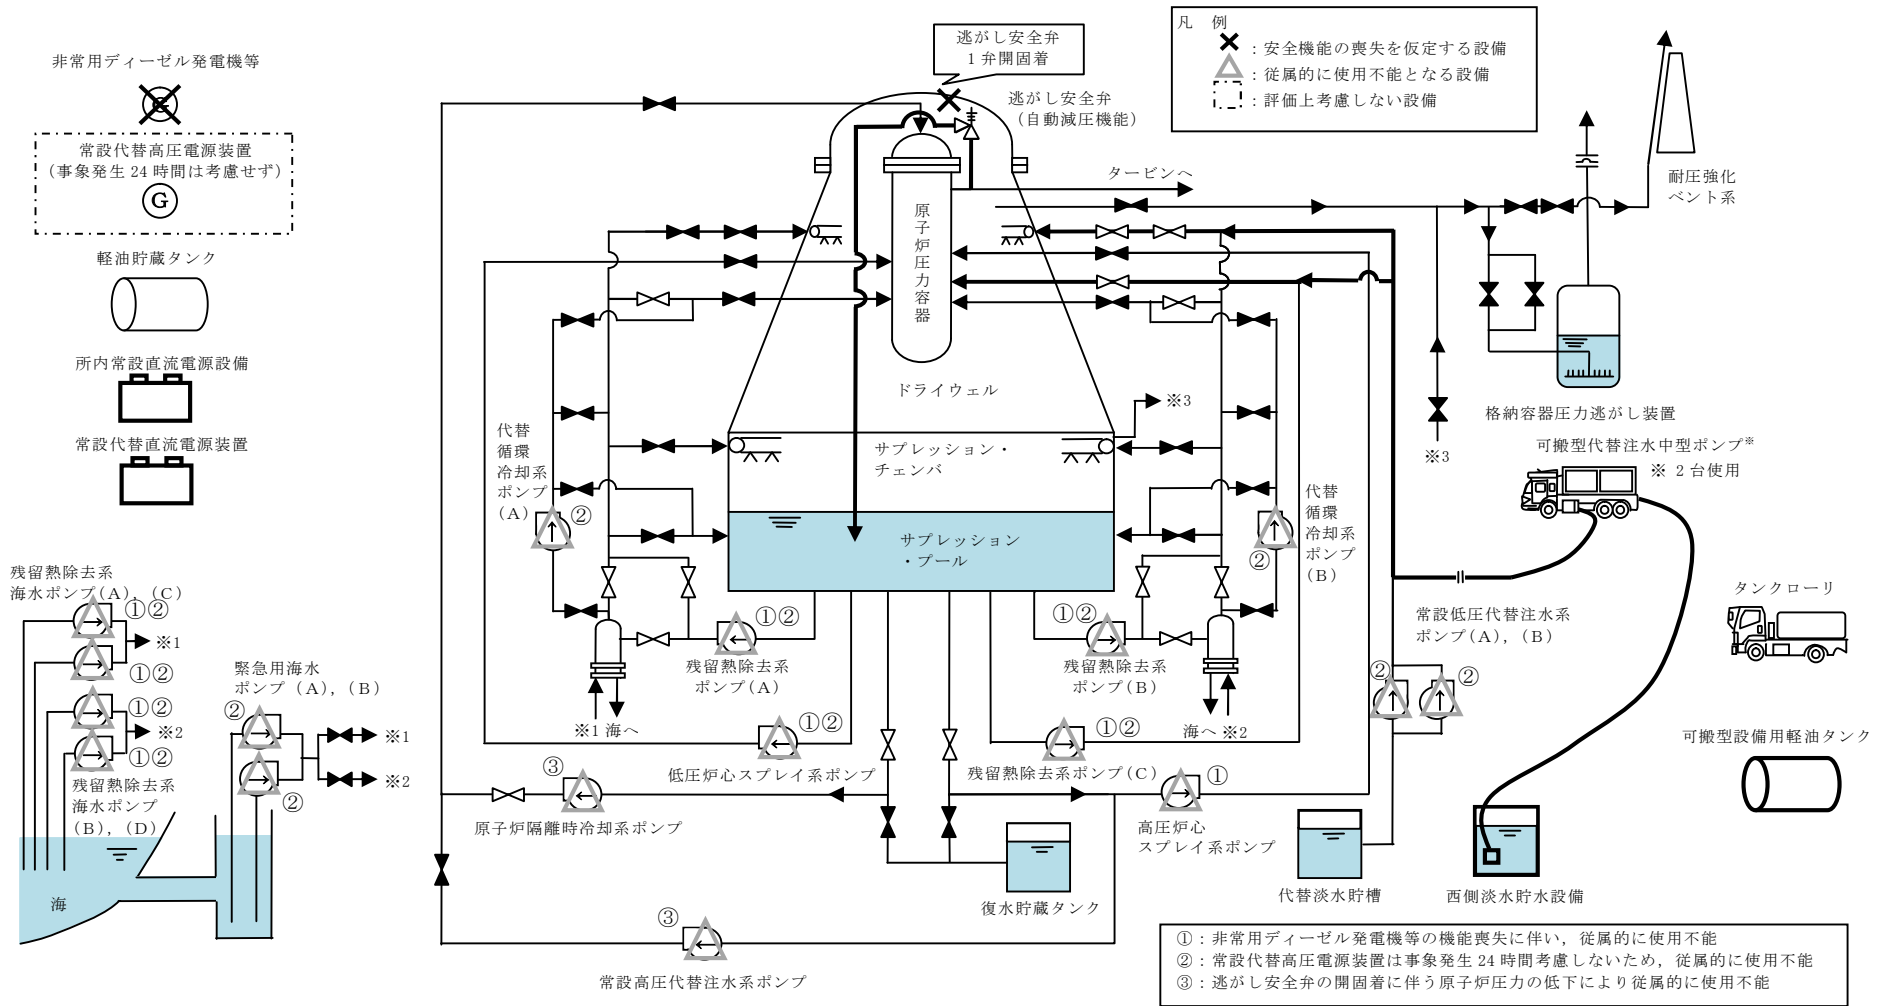 非常用ディーゼル発電機等
G
常設代替高圧電源装置
(事象発生 24 時間は考慮せず)
G
軽油貯蔵タンク
所内常設直流電源設備
常設代替直流電源装置
逃がし安全弁
1 弁開固着
逃がし安全弁
(自動減圧機能)
凡 例
:安全機能の喪失を仮定する設備
:従属的に使用不能となる設備
:評価上考慮しない設備
タービンへ
耐圧強化
ベント系
原子炉圧力容器
ドライウェル
サプレッション・
チェンバ
サプレッション
・プール
※3
※3
格納容器圧力逃がし装置
可搬型代替注水中型ポンプ※
※ 2 台使用
代替
循環
冷却系
ポンプ
(A)
②
代替
循環
冷却系
ポンプ
(B)
②
残留熱除去系
海水ポンプ(A),(C)
①②
※1
①②
①②
※2
①②
残留熱除去系
海水ポンプ
(B),(D)
緊急用海水
ポンプ(A),(B)
②
②
※1
※2
海
①②
残留熱除去系
ポンプ(A)
※1 海へ
①②
残留熱除去系
ポンプ(B)
海へ ※2
①②
低圧炉心スプレイ系ポンプ
①②
残留熱除去系ポンプ(C)
③
原子炉隔離時冷却系ポンプ
①
高圧炉心
スプレイ系ポンプ
③
常設高圧代替注水系ポンプ
復水貯蔵タンク
常設低圧代替注水系
ポンプ(A),(B)
②
②
代替淡水貯槽
西側淡水貯水設備
タンクローリ
可搬型設備用軽油タンク
①:非常用ディーゼル発電機等の機能喪失に伴い,従属的に使用不能
②:常設代替高圧電源装置は事象発生 24 時間考慮しないため,従属的に使用不能
③:逃がし安全弁の開固着に伴う原子炉圧力の低下により従属的に使用不能